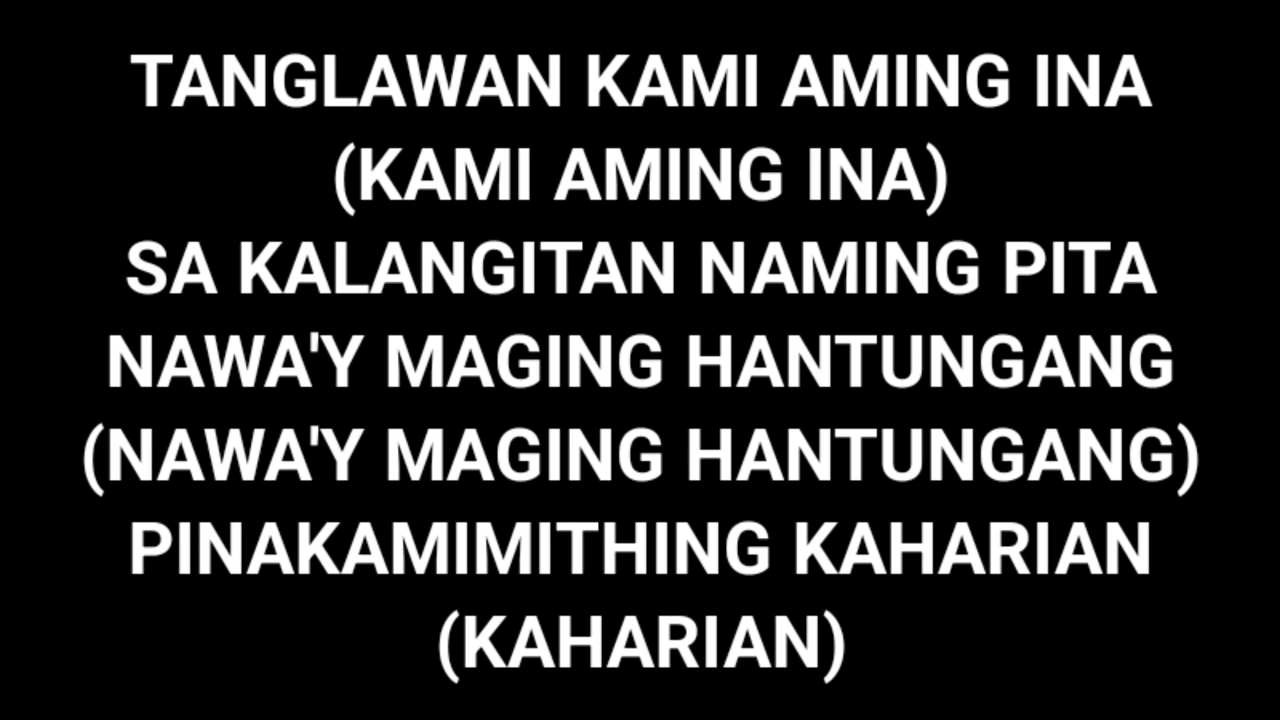 TANGLAWAN KAMI AMING INA
(KAMI AMING INA)
SA KALANGITAN NAMING PITA
NAWA'Y MAGING HANTUNGANG
(NAWA'Y MAGING HANTUNGANG)
PINAKAMIMITHING KAHARIAN
(KAHARIAN)